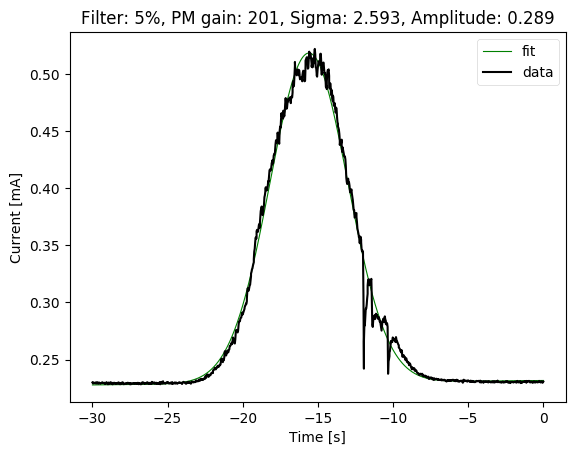 Filter: 5%, PM gain: 201, Sigma: 2.593, Amplitude: 0.289
fit
data
0.50
0.45
0.40
0.35
0.30
0.25
Current [mA]
−30
−25
−20
−15
−10
−5
0
Time [s]